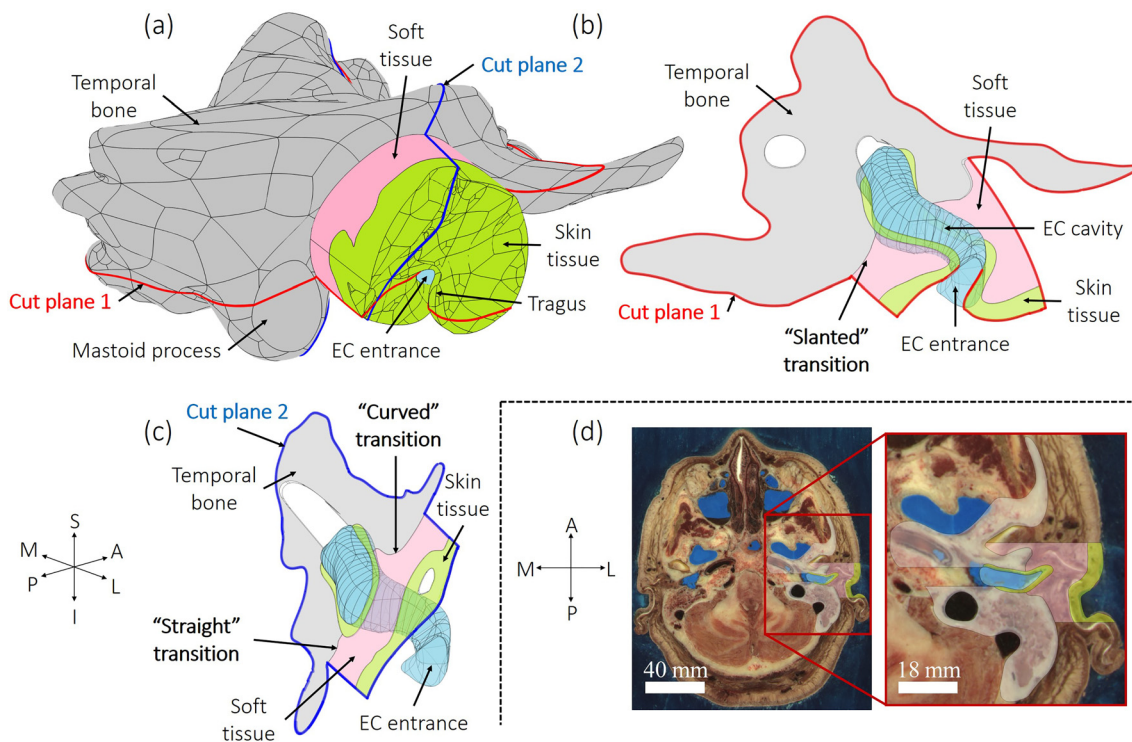 (a)
Soft
tissue
Cut plane 2
Temporal
bone
Skin
tissue
Cut plane 1
Tragus
Mastoid process
EC entrance
(b)
Temporal
bone
Soft
tissue
EC cavity
Cut plane 1
Skin
tissue
"Slanted"
transition
EC entrance
Cut plane 2
(c)
"Curved"
transition
Temporal
bone
Skin
tissue
"Straight"
transition
Soft
tissue
EC entrance
S
M
A
P
L
I
(d)
A
M
L
P
40 mm
18 mm